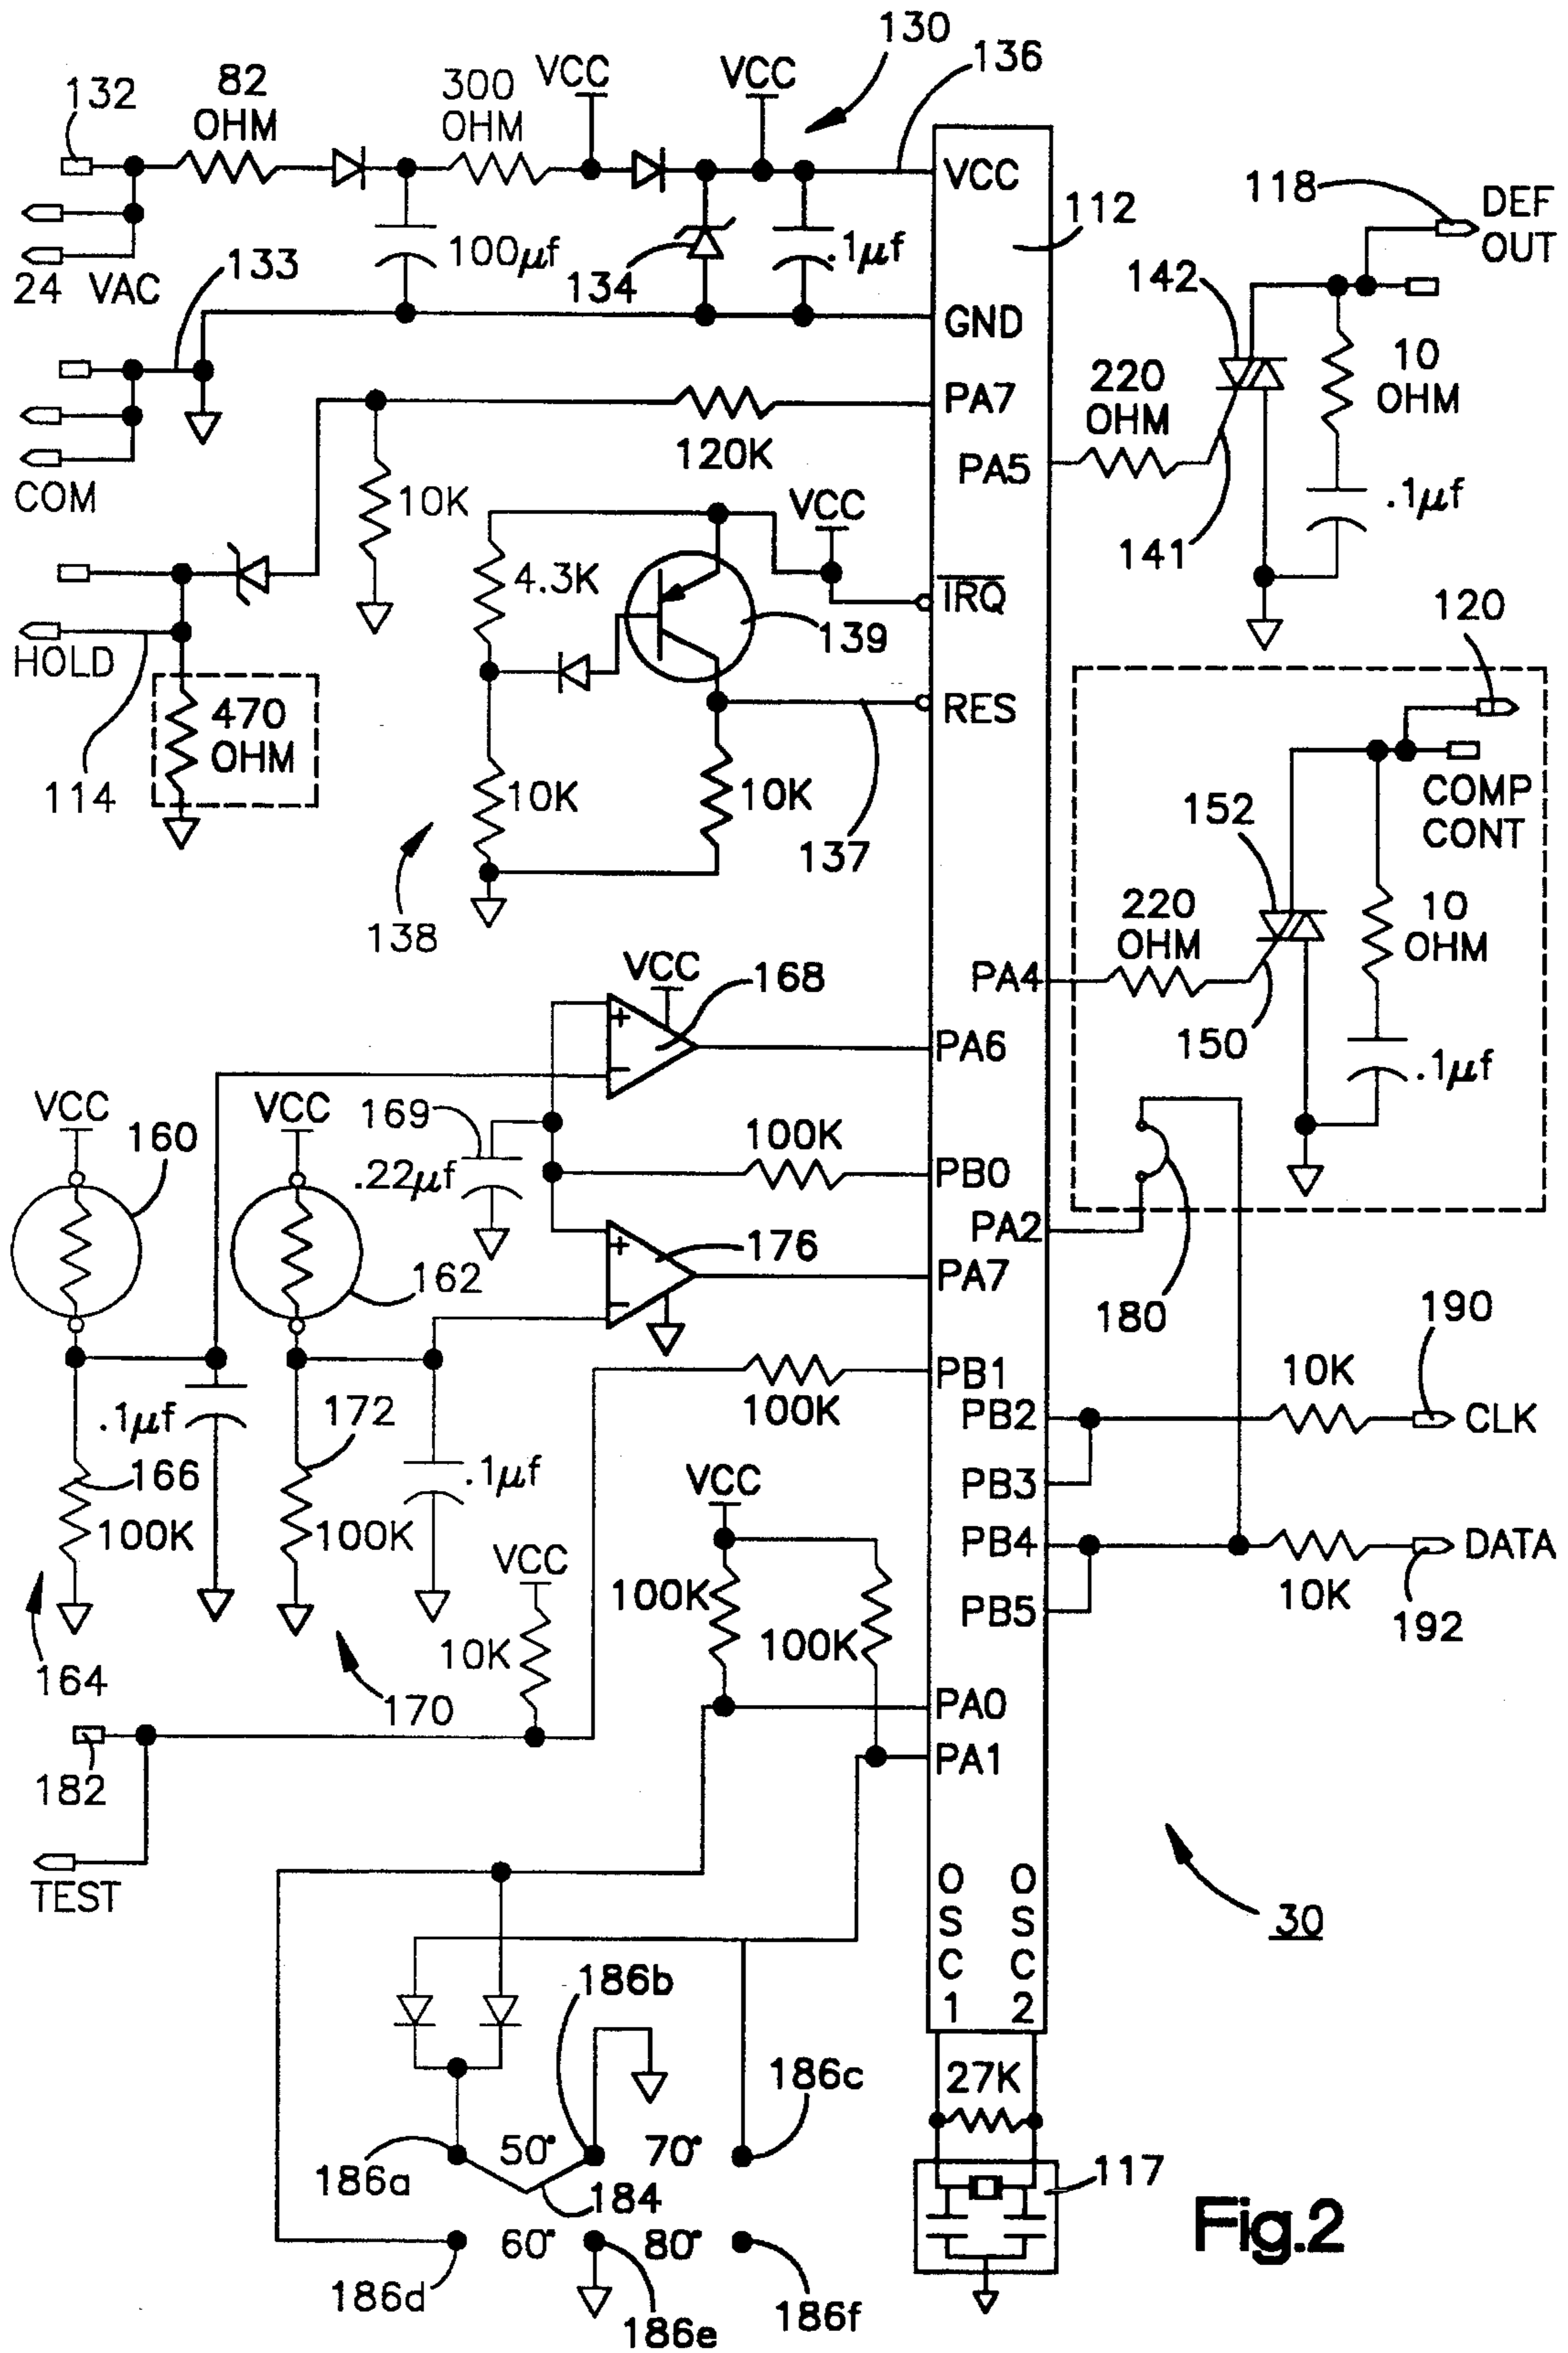 130
132
82
OHM
300
OHM
VCC
VCC
136
VCC
112
118
DEF
OUT
24 VAC
133
100μf
134
.1μf
GND
142
PA7
120K
220
OHM
10
OHM
PA5
.1μf
COM
10K
VCC
141
4.3K
IRQ
139
120
HOLD
RES
470
OHM
114
10K
10K
137
COMP
CONT
152
138
220
OHM
10
OHM
VCC
168
PA4
150
PA6
.1μf
VCC
160
VCC
169
.22μf
100K
PB0
PA2
176
162
PA7
180
190
PB1
10K
172
100K
PB2
CLK
.1μf
166
.1μf
VCC
PB3
100K
100K
VCC
PB4
DATA
100K
10K
PB5
192
10K
100K
164
170
PA0
182
PA1
TEST
OSC1
OSC2
30
186b
186c
27K
50°
70°
186a
184
117
60°
80°
186d
186e
186f
Fig.2